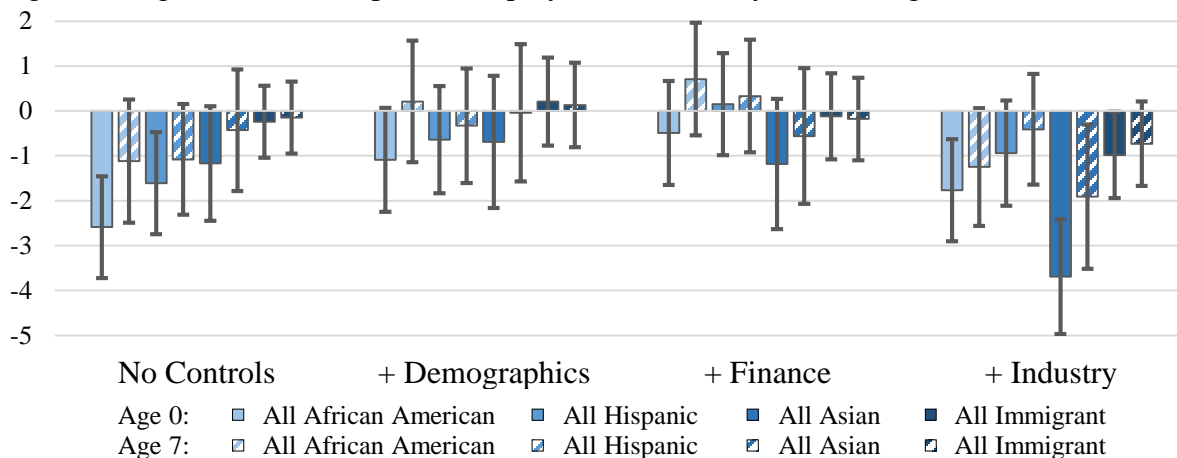 2
1
0
-1
-2
-3
-4
-5
No Controls + Demographics + Finance + Industry
Age 0: All African American All Hispanic All Asian All Immigrant
Age 7: All African American All Hispanic All Asian All Immigrant